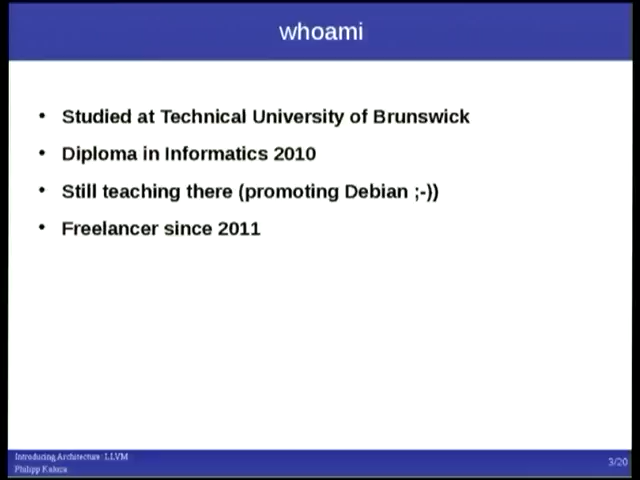 whoami
• Studied at Technical University of Brunswick
• Diploma in Informatics 2010
• Still teaching there (promoting Debian ;-))
• Freelancer since 2011
Introducing Architecture: LLVM
Philipp Kaluza
3/20